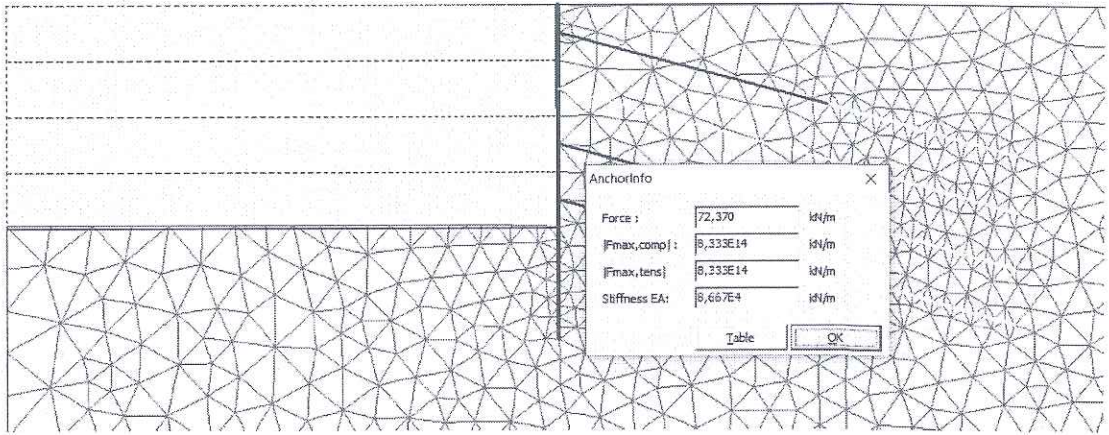 AnchorInfo
Force : 72,370 kN/m
|Fmax,comp| : 8,333E14 kN/m
|Fmax,tens| 8,333E14 kN/m
Stiffness EA: 8,667E4 kN/m
Table OK